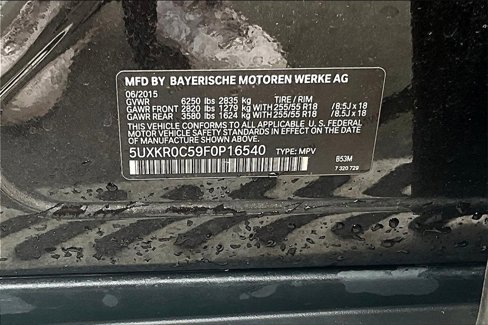 MFD BY BAYERISCHE MOTOREN WERKE AG
06/2015
GVWR 6250 lbs 2835 kg TIRE / RIM
GAWR FRONT 2820 lbs 1279 kg WITH 255/55 R18 /8.5J x 18
GAWR REAR 3580 lbs 1624 kg WITH 255/55 R18 /8.5J x 18
THIS VEHICLE CONFORMS TO ALL APPLICABLE U.S. FEDERAL
MOTOR VEHICLE SAFETY STANDARDS IN EFFECT ON THE
DATE OF MANUFACTURE SHOWN ABOVE.
5UXKR0C59F0P16540 TYPE: MPV
B53M
7 320 729